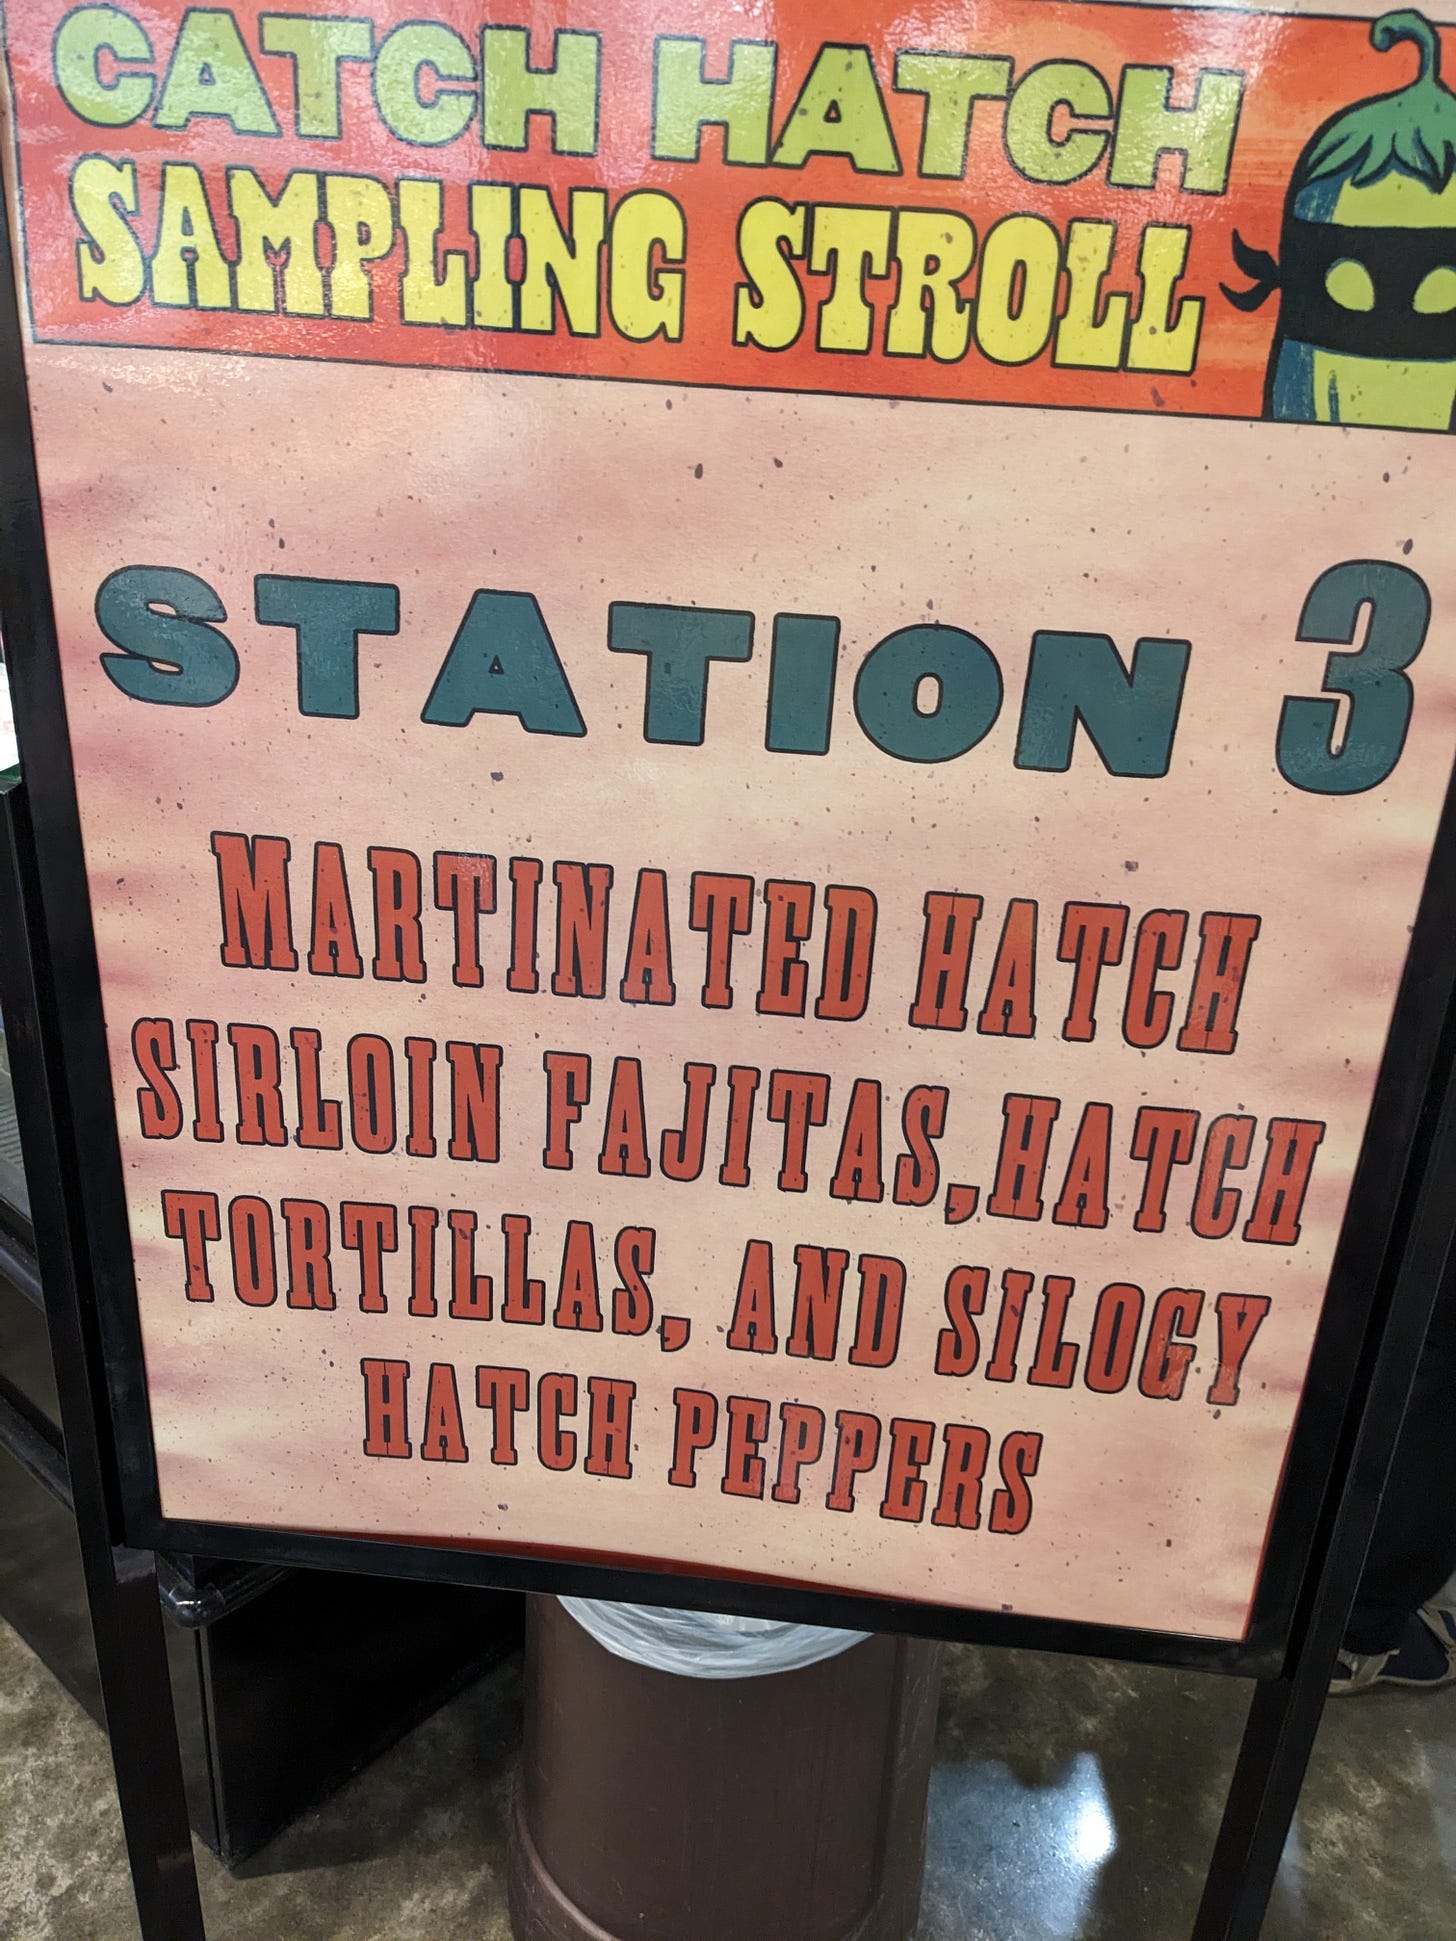 CATCH HATCH
SAMPLING STROLL
STATION 3
MARTINATED HATCH
SIRLOIN FAJITAS,HATCH
TORTILLAS, AND SILOGY
HATCH PEPPERS